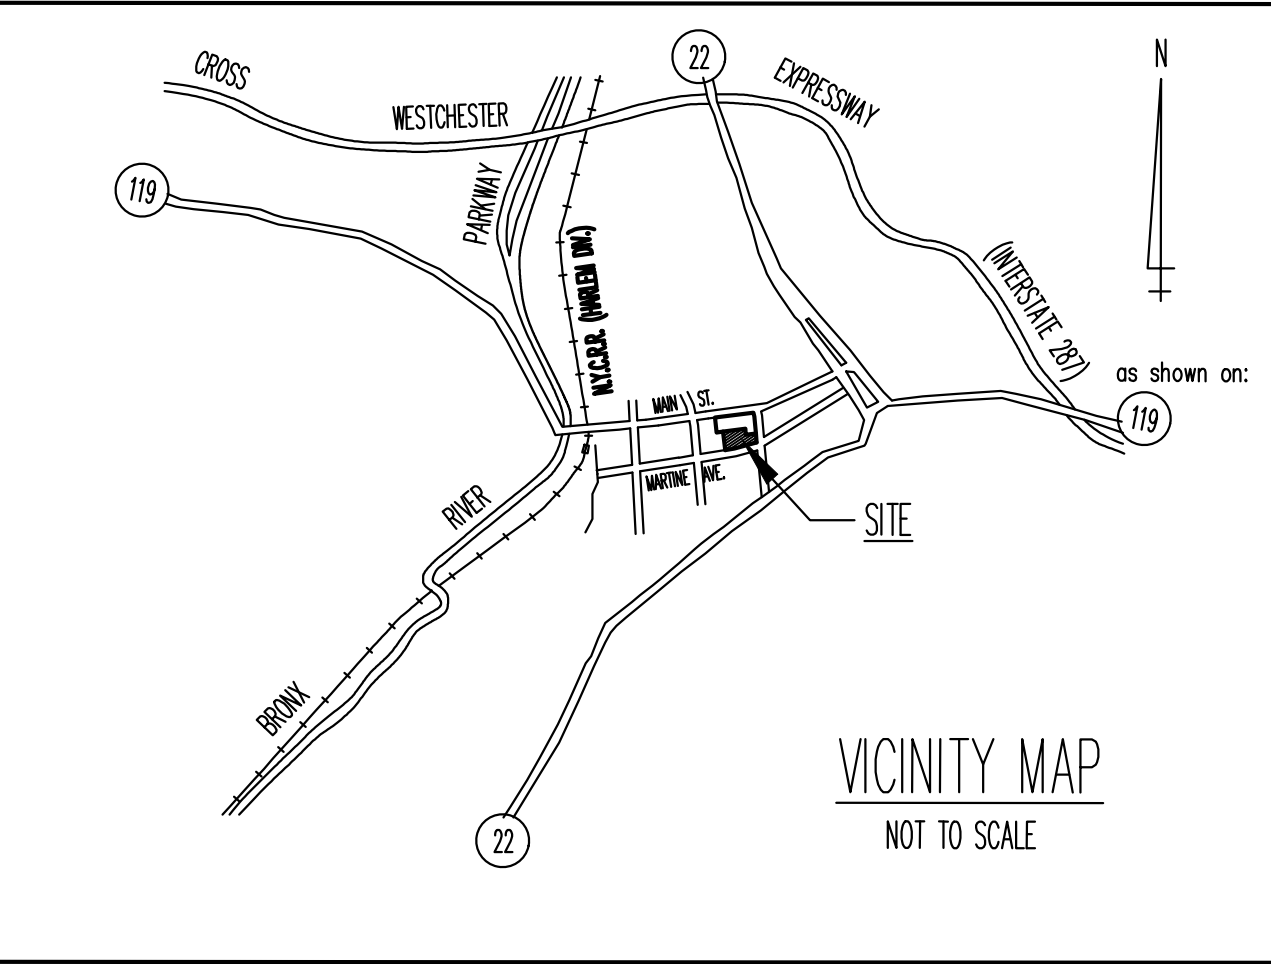 CROSS
WESTCHESTER
22
EXPRESSWAY
N
119
PARKWAY
N.Y.C.R.R. (HARLEM DIV.)
(INTERSTATE 287)
as shown on:
119
MAIN ST.
MARTINE AVE.
RIVER
SITE
BRONX
VICINITY MAP
NOT TO SCALE
22